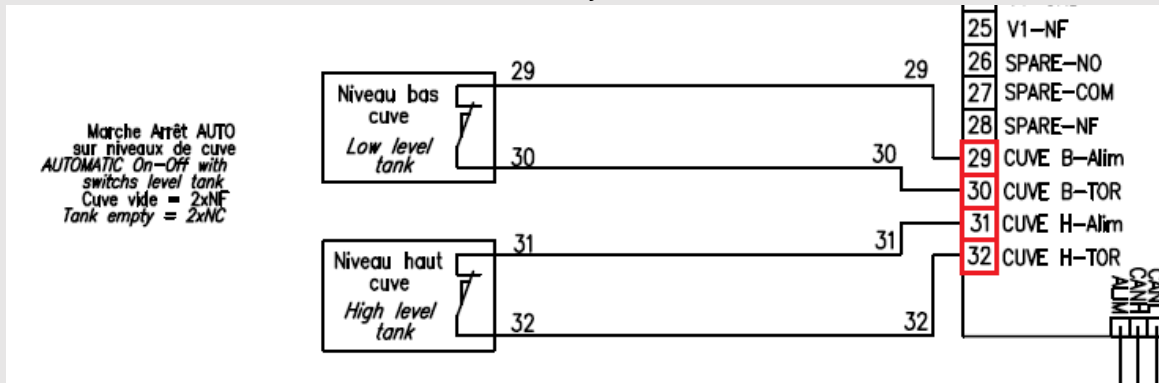 25 V1-NF
26 SPARE-NO
27 SPARE-COM
28 SPARE-NF
29 CUVE B-Alim
30 CUVE B-TOR
31 CUVE H-Alim
32 CUVE H-TOR
Niveau bas
cuve
Low level
tank
29
29
30
30
Marche Arrêt AUTO
sur niveaux de cuve
AUTOMATIC On-Off with
switchs level tank
Cuve vide = 2xNF
Tank empty = 2xNC
Niveau haut
cuve
High level
tank
31
31
32
32
ALIM
CANH